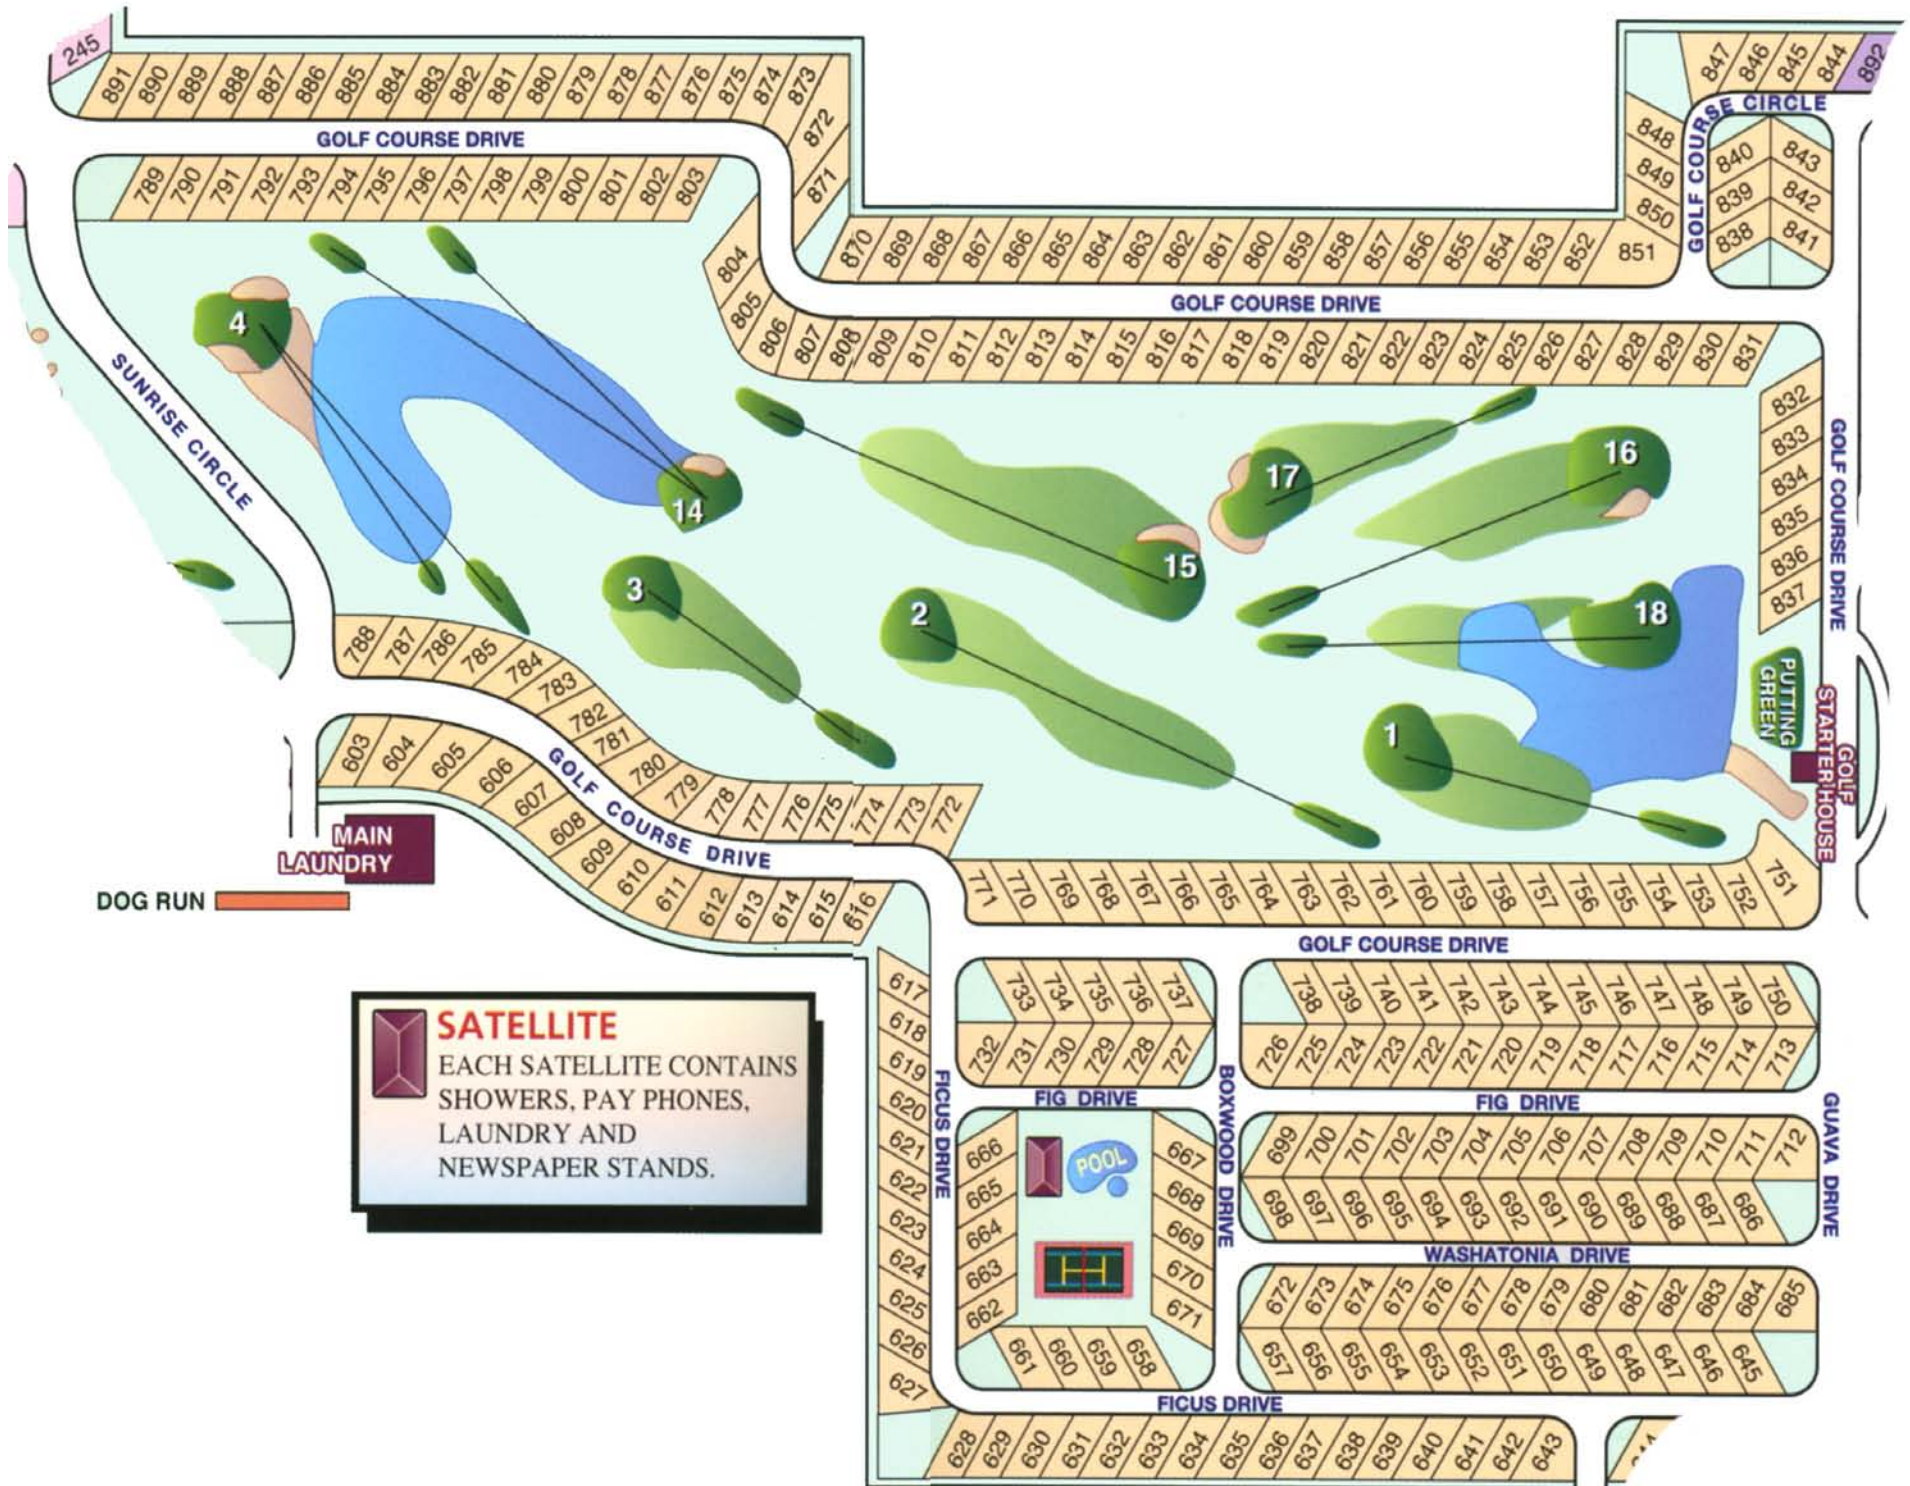 245
891 890 889 888 887 886 885 884 883 882 881 880 879 878 877 876 875 874 873
872
871
847 846 845 844 892
GOLF COURSE CIRCLE
GOLF COURSE CIRCLE
848
849
850
851
840 843
839 842
838 841
GOLF COURSE DRIVE
789 790 791 792 793 794 795 796 797 798 799 800 801 802 803
870 869 868 867 866 865 864 863 862 861 860 859 858 857 856 855 854 853 852
804
805
GOLF COURSE DRIVE
806 807 808 809 810 811 812 813 814 815 816 817 818 819 820 821 822 823 824 825 826 827 828 829 830 831
832
833
834
835
836
837
GOLF COURSE DRIVE
SUNRISE CIRCLE
4
14
17
16
15
3
2
18
1
PUTTING
GREEN
GOLF
STARTER HOUSE
788 787 786 785 784 783 782 781 780 779 778 777 776 775 774 773 772
GOLF COURSE DRIVE
603 604 605 606 607 608 609 610 611 612 613 614 615 616
MAIN
LAUNDRY
DOG RUN
771 770 769 768 767 766 765 764 763 762 761 760 759 758 757 756 755 754 753 752 751
GOLF COURSE DRIVE
SATELLITE
EACH SATELLITE CONTAINS
SHOWERS, PAY PHONES,
LAUNDRY AND
NEWSPAPER STANDS.
617
618
619
620
621
622
623
624
625
626
627
FICUS DRIVE
733 734 735 736 737
732 731 730 729 728 727
738 739 740 741 742 743 744 745 746 747 748 749 750
726 725 724 723 722 721 720 719 718 717 716 715 714 713
FIG DRIVE
FIG DRIVE
BOXWOOD DRIVE
GUAVA DRIVE
666
665
664
663
662
POOL
667
668
669
670
671
661 660 659 658
699 700 701 702 703 704 705 706 707 708 709 710 711 712
698 697 696 695 694 693 692 691 690 689 688 687 686
WASHATONIA DRIVE
672 673 674 675 676 677 678 679 680 681 682 683 684 685
657 656 655 654 653 652 651 650 649 648 647 646 645
FICUS DRIVE
628 629 630 631 632 633 634 635 636 637 638 639 640 641 642 643